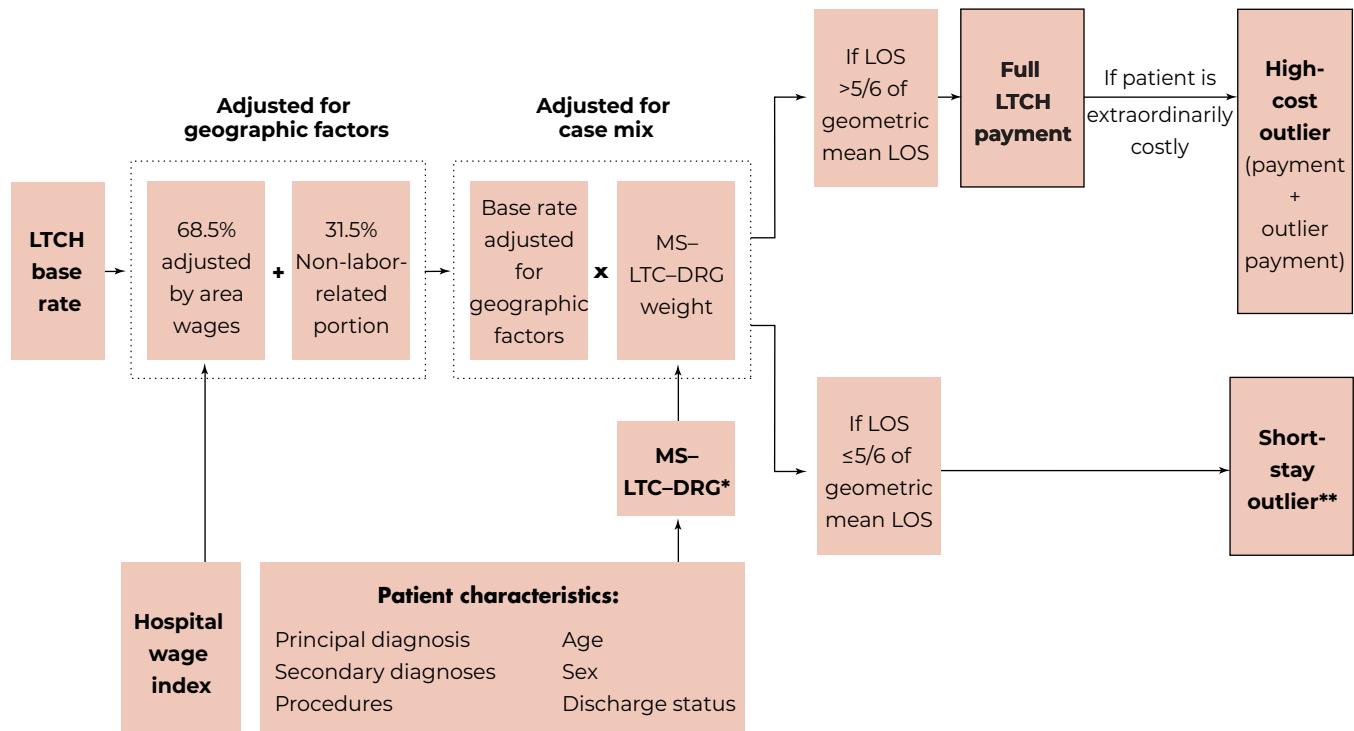 Adjusted for
geographic factors
Adjusted for
case mix
LTCH
base
rate
68.5%
adjusted
by area
wages
+
31.5%
Non-labor-
related
portion
Base rate
adjusted
for
geographic
factors
x
MS–
LTC–DRG
weight
If LOS
>5/6 of
geometric
mean LOS
Full
LTCH
payment
If patient is
extraordinarily
costly
High-
cost
outlier
(payment
+
outlier
payment)
If LOS
≤5/6 of
geometric
mean LOS
Short-
stay
outlier**
MS–
LTC–DRG*
Hospital
wage
index
Patient characteristics:
Principal diagnosis
Secondary diagnoses
Procedures
Age
Sex
Discharge status